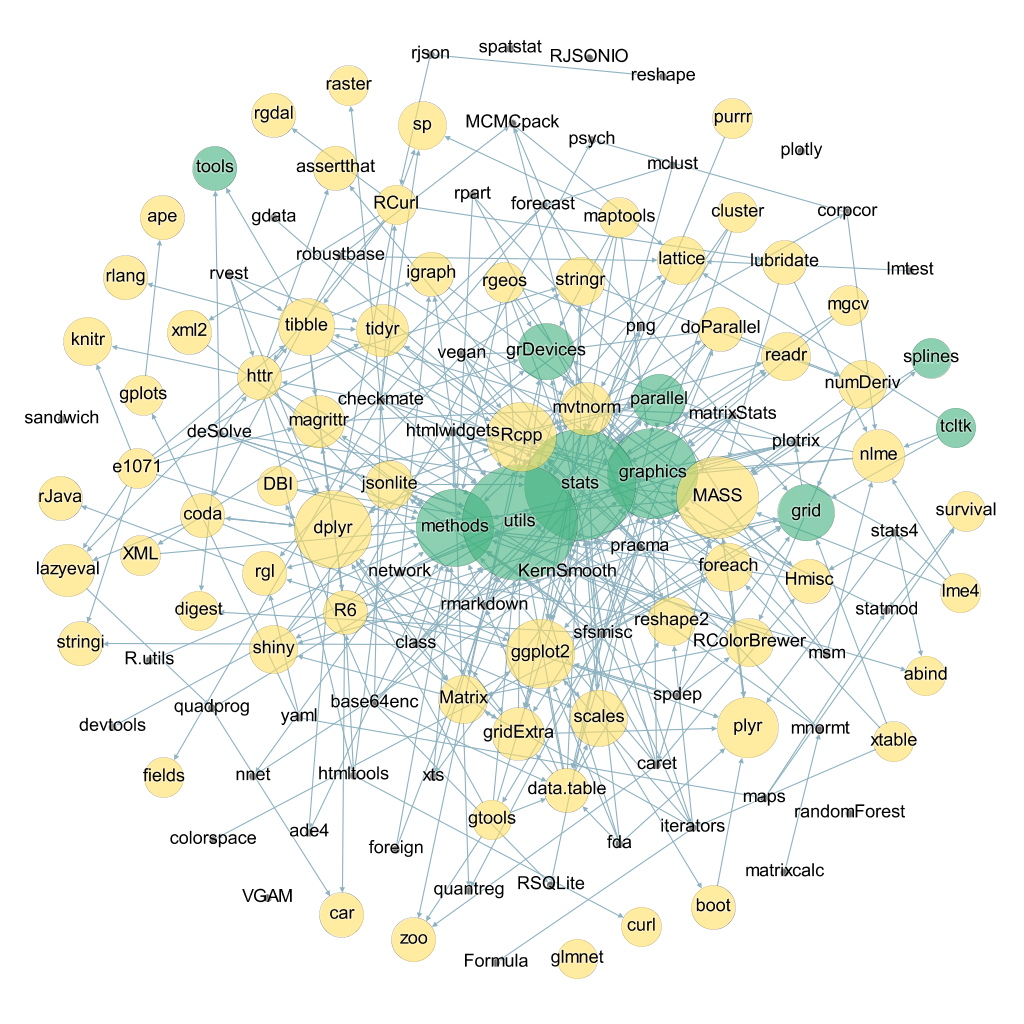 rjson
spatstat
RJSONIO
reshape
raster
rgdal
sp
MCMCpack
purrr
psych
plotly
tools
assertthat
mclust
RCurl
rpart
forecast
ape
gdata
maptools
cluster
corpcor
robustbase
rlang
rvest
igraph
rgeos
stringr
lattice
lubridate
lmtest
mgcv
knitr
xml2
tibble
tidyr
png
doParallel
vegan
grDevices
readr
splines
httr
numDeriv
gplots
checkmate
parallel
sandwich
magrittr
mvtnorm
matrixStats
deSolve
htmlwidgets
Rcpp
plotrix
tcltk
e1071
nlme
rJava
DBI
jsonlite
stats
graphics
MASS
coda
dplyr
methods
utils
grid
survival
XML
pracma
stats4
lazyeval
rgl
network
KernSmooth
foreach
Hmisc
lme4
digest
R6
rmarkdown
statmod
stringi
class
sfsmisc
reshape2
RColorBrewer
R.utils
shiny
ggplot2
msm
abind
quadprog
base64enc
Matrix
spdep
devtools
yaml
gridExtra
scales
plyr
mnormt
xtable
fields
nnet
htmltools
xts
caret
data.table
maps
colorspace
ade4
gtools
iterators
randomForest
foreign
fda
matrixcalc
VGAM
quantreg
RSQLite
car
zoo
curl
boot
Formula
glmnet